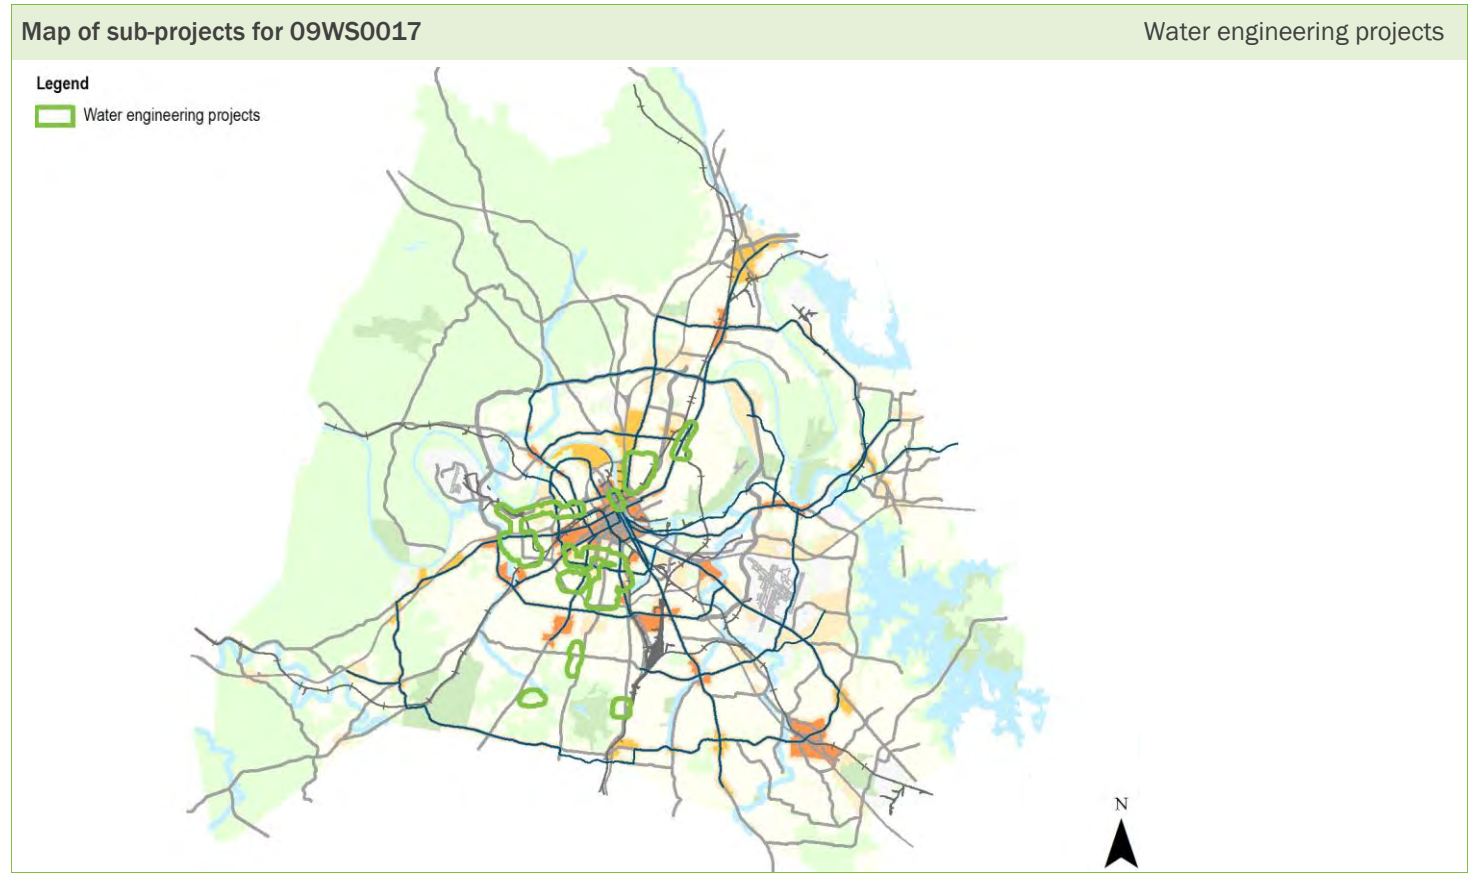 Map of sub-projects for 09WS0017
Water engineering projects
Legend
Water engineering projects
N